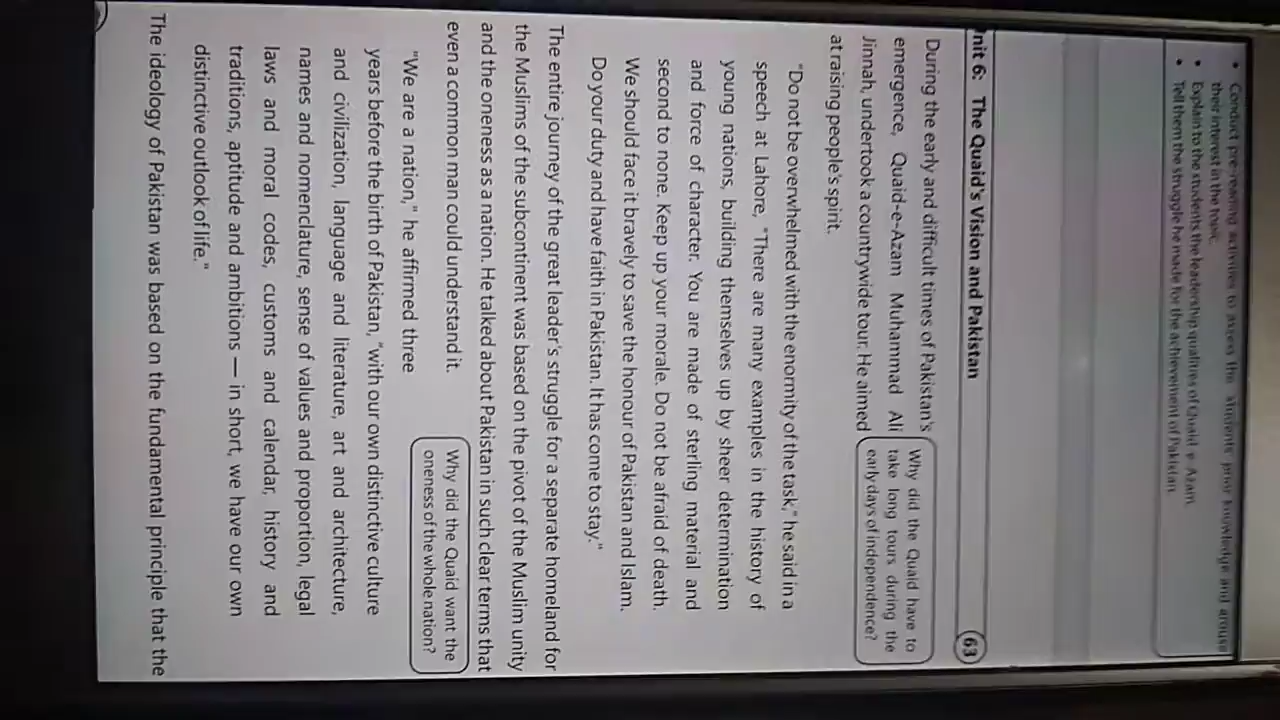 • Conduct pre-reading activities to assess the students' prior knowledge and arouse
their interest in the topic.
• Explain to the students the leadership qualities of Quaid-e-Azam.
• Tell them the struggle he made for the achievement of Pakistan.
nit 6: The Quaid's Vision and Pakistan
63
During the early and difficult times of Pakistan's
emergence, Quaid-e-Azam Muhammad Ali
Jinnah, undertook a countrywide tour. He aimed
at raising people's spirit.
Why did the Quaid have to
take long tours during the
early days of independence?
"Do not be overwhelmed with the enormity of the task," he said in a
speech at Lahore, "There are many examples in the history of
young nations, building themselves up by sheer determination
and force of character. You are made of sterling material and
second to none. Keep up your morale. Do not be afraid of death.
We should face it bravely to save the honour of Pakistan and Islam.
Do your duty and have faith in Pakistan. It has come to stay."
The entire journey of the great leader's struggle for a separate homeland for
the Muslims of the subcontinent was based on the pivot of the Muslim unity
and the oneness as a nation. He talked about Pakistan in such clear terms that
even a common man could understand it.
Why did the Quaid want the
oneness of the whole nation?
"We are a nation," he affirmed three
years before the birth of Pakistan, "with our own distinctive culture
and civilization, language and literature, art and architecture,
names and nomenclature, sense of values and proportion, legal
laws and moral codes, customs and calendar, history and
traditions, aptitude and ambitions — in short, we have our own
distinctive outlook of life."
The ideology of Pakistan was based on the fundamental principle that the